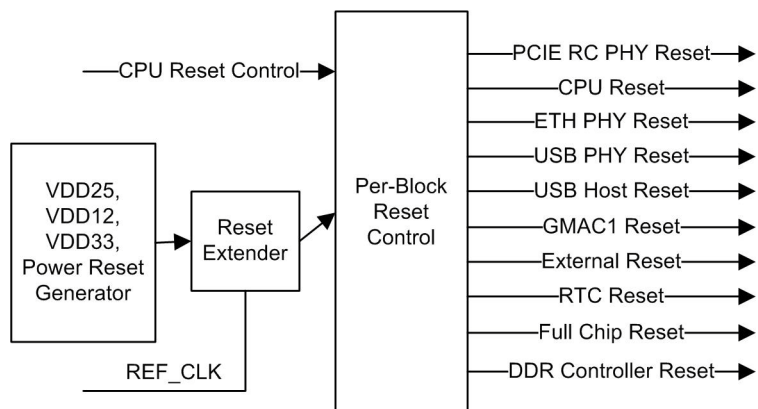 CPU Reset Control
VDD25,
VDD12,
VDD33,
Power Reset
Generator
Reset
Extender
REF_CLK
Per-Block
Reset
Control
PCIE RC PHY Reset
CPU Reset
ETH PHY Reset
USB PHY Reset
USB Host Reset
GMAC1 Reset
External Reset
RTC Reset
Full Chip Reset
DDR Controller Reset